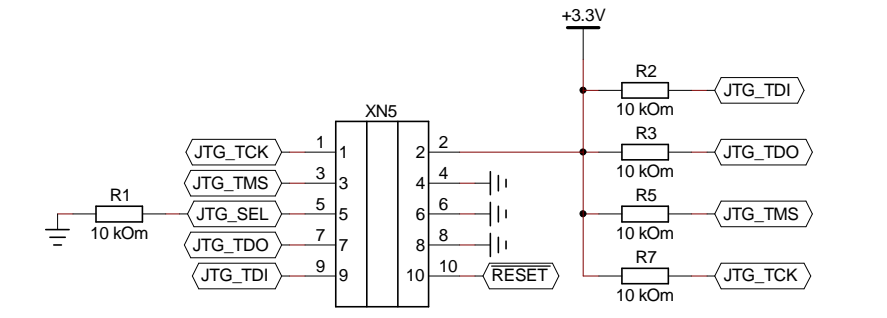 +3.3V
R2
JTG_TDI
10 kOm
XN5
R3
JTG_TCK 1 1 2 2 JTG_TDO
10 kOm
JTG_TMS 3 3 4 4
R1
R5
JTG_SEL 5 5 6 6 JTG_TMS
10 kOm
10 kOm
JTG_TDO 7 7 8 8
R7
JTG_TDI 9 9 10 10 RESET JTG_TCK
10 kOm